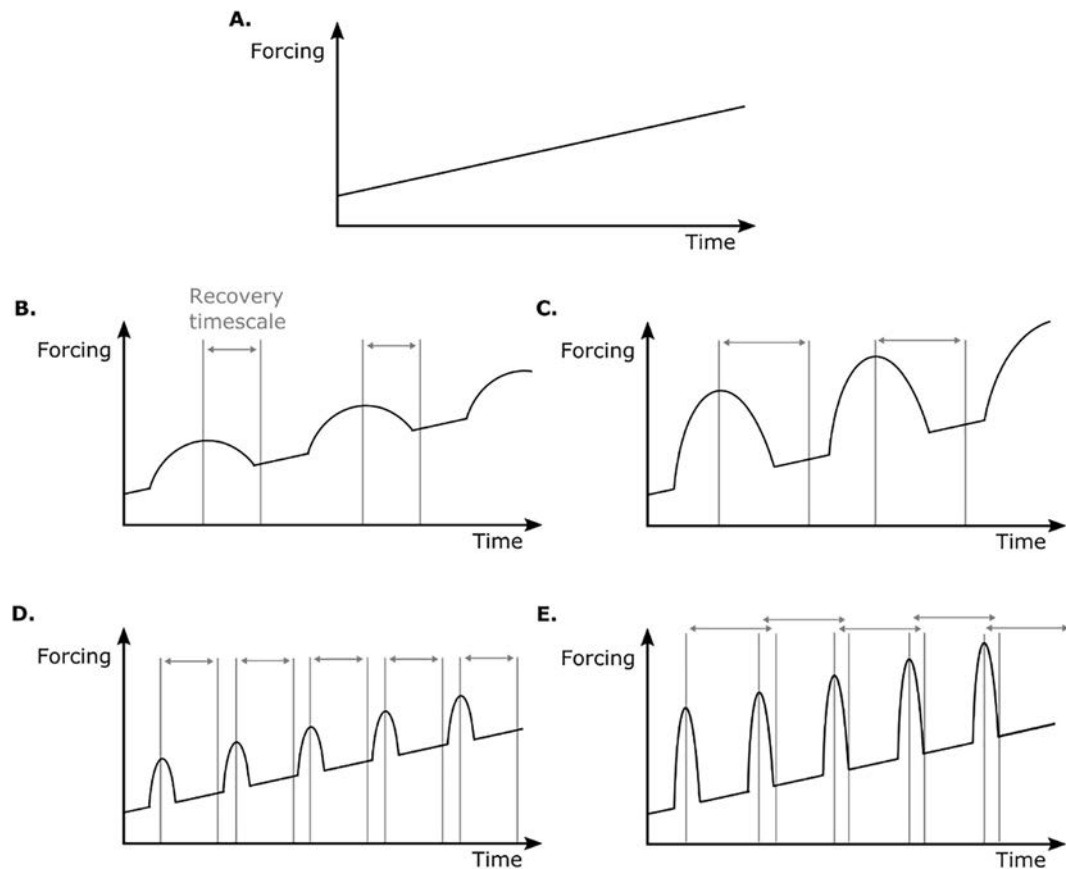 A.
Forcing
Time
Recovery
timescale
B.
Forcing
Time
C.
Forcing
Time
D.
Forcing
Time
E.
Forcing
Time